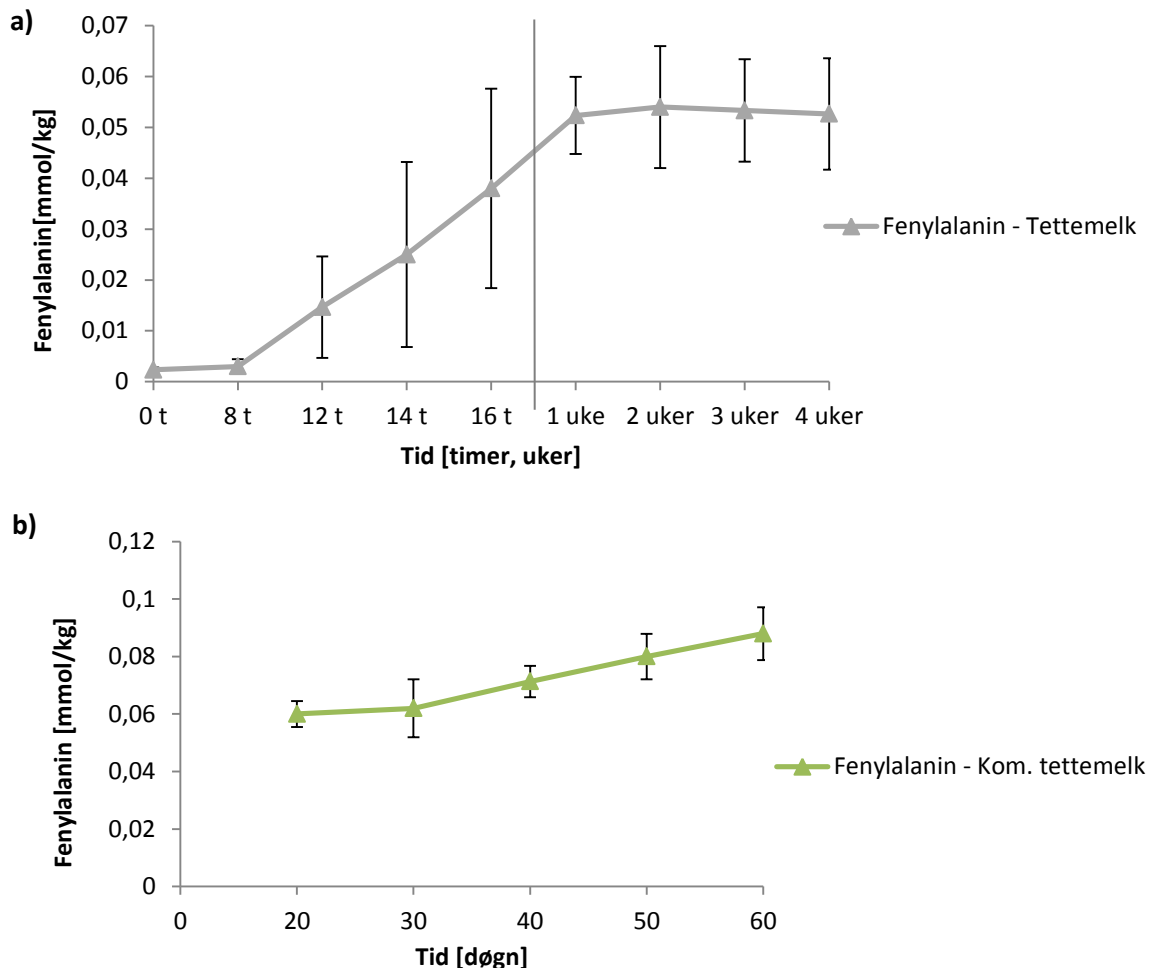 a)
0,07
0,06
0,05
0,04
0,03
0,02
0,01
0
Fenylalanin[mmol/kg]
0 t 8 t 12 t 14 t 16 t 1 uke 2 uker 3 uker 4 uker
Tid [timer, uker]
Fenylalanin - Tettemelk
b)
0,12
0,1
0,08
0,06
0,04
0,02
0
Fenylalanin [mmol/kg]
0 20 30 40 50 60
Tid [døgn]
Fenylalanin - Kom. tettemelk